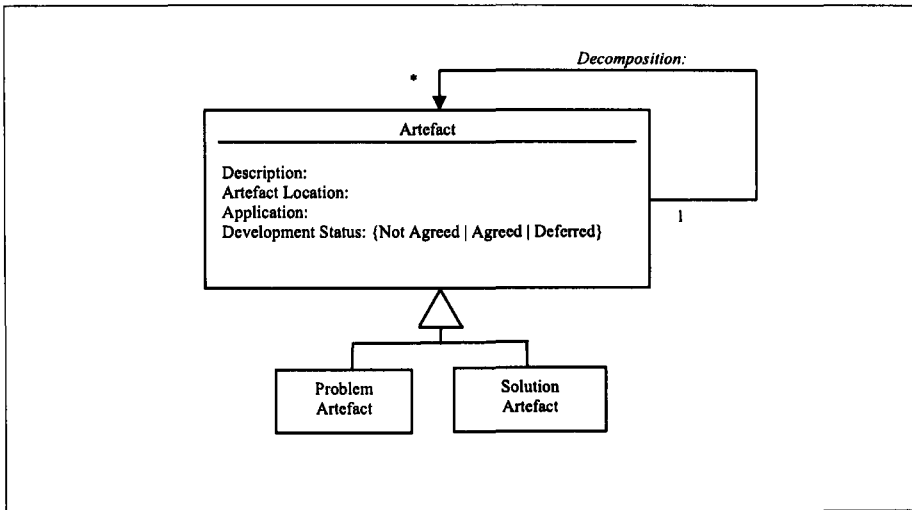 Decomposition:
*
Artefact
Description:
Artefact Location:
Application:
Development Status: {Not Agreed | Agreed | Deferred}
1
Problem
Artefact
Solution
Artefact